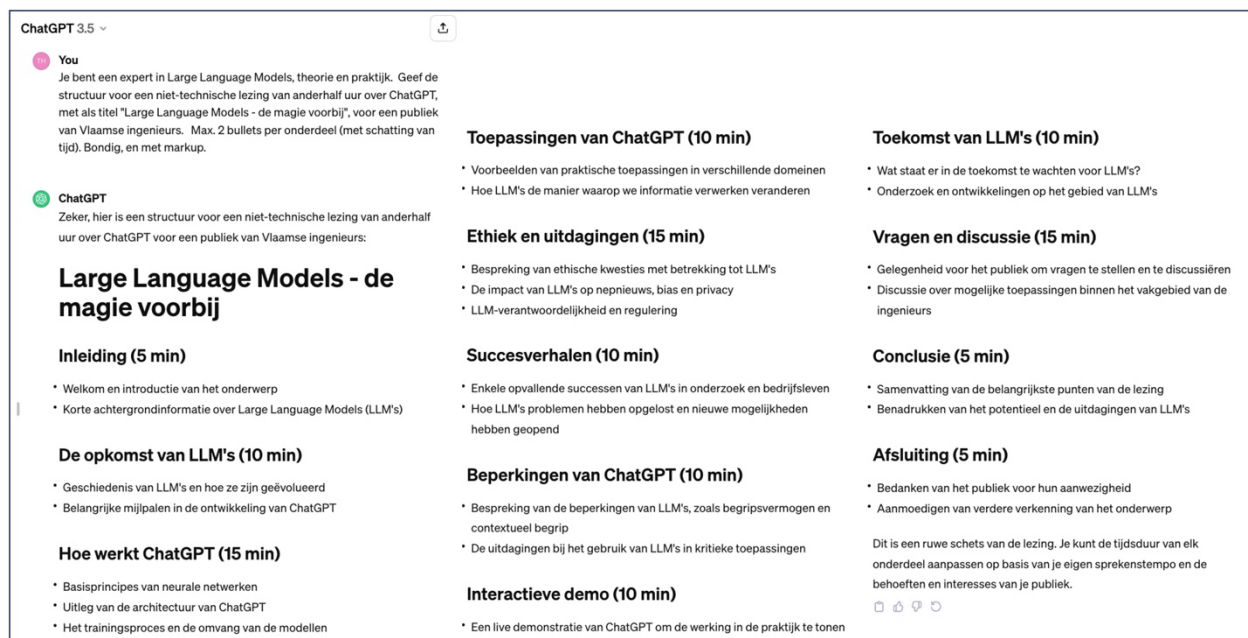 ChatGPT 3.5
TH
You
Je bent een expert in Large Language Models, theorie en praktijk. Geef de
structuur voor een niet-technische lezing van anderhalf uur over ChatGPT,
met als titel "Large Language Models - de magie voorbij", voor een publiek
van Vlaamse ingenieurs. Max. 2 bullets per onderdeel (met schatting van
tijd). Bondig, en met markup.
ChatGPT
Zeker, hier is een structuur voor een niet-technische lezing van anderhalf
uur over ChatGPT voor een publiek van Vlaamse ingenieurs:
Large Language Models - de
magie voorbij
Inleiding (5 min)
• Welkom en introductie van het onderwerp
• Korte achtergrondinformatie over Large Language Models (LLM's)
De opkomst van LLM's (10 min)
• Geschiedenis van LLM's en hoe ze zijn geëvolueerd
• Belangrijke mijlpalen in de ontwikkeling van ChatGPT
Hoe werkt ChatGPT (15 min)
• Basisprincipes van neurale netwerken
• Uitleg van de architectuur van ChatGPT
• Het trainingsproces en de omvang van de modellen
Toepassingen van ChatGPT (10 min)
• Voorbeelden van praktische toepassingen in verschillende domeinen
• Hoe LLM's de manier waarop we informatie verwerken veranderen
Ethiek en uitdagingen (15 min)
• Bespreking van ethische kwesties met betrekking tot LLM's
• De impact van LLM's op nepnieuws, bias en privacy
• LLM-verantwoordelijkheid en regulering
Succesverhalen (10 min)
• Enkele opvallende successen van LLM's in onderzoek en bedrijfsleven
• Hoe LLM's problemen hebben opgelost en nieuwe mogelijkheden
hebben geopend
Beperkingen van ChatGPT (10 min)
• Bespreking van de beperkingen van LLM's, zoals begripsvermogen en
contextueel begrip
• De uitdagingen bij het gebruik van LLM's in kritieke toepassingen
Interactieve demo (10 min)
• Een live demonstratie van ChatGPT om de werking in de praktijk te tonen
Toekomst van LLM's (10 min)
• Wat staat er in de toekomst te wachten voor LLM's?
• Onderzoek en ontwikkelingen op het gebied van LLM's
Vragen en discussie (15 min)
• Gelegenheid voor het publiek om vragen te stellen en te discussiëren
• Discussie over mogelijke toepassingen binnen het vakgebied van de
ingenieurs
Conclusie (5 min)
• Samenvatting van de belangrijkste punten van de lezing
• Benadrukken van het potentieel en de uitdagingen van LLM's
Afsluiting (5 min)
• Bedanken van het publiek voor hun aanwezigheid
• Aanmoedigen van verdere verkenning van het onderwerp
Dit is een ruwe schets van de lezing. Je kunt de tijdsduur van elk
onderdeel aanpassen op basis van je eigen sprekenstempo en de
behoeften en interesses van je publiek.